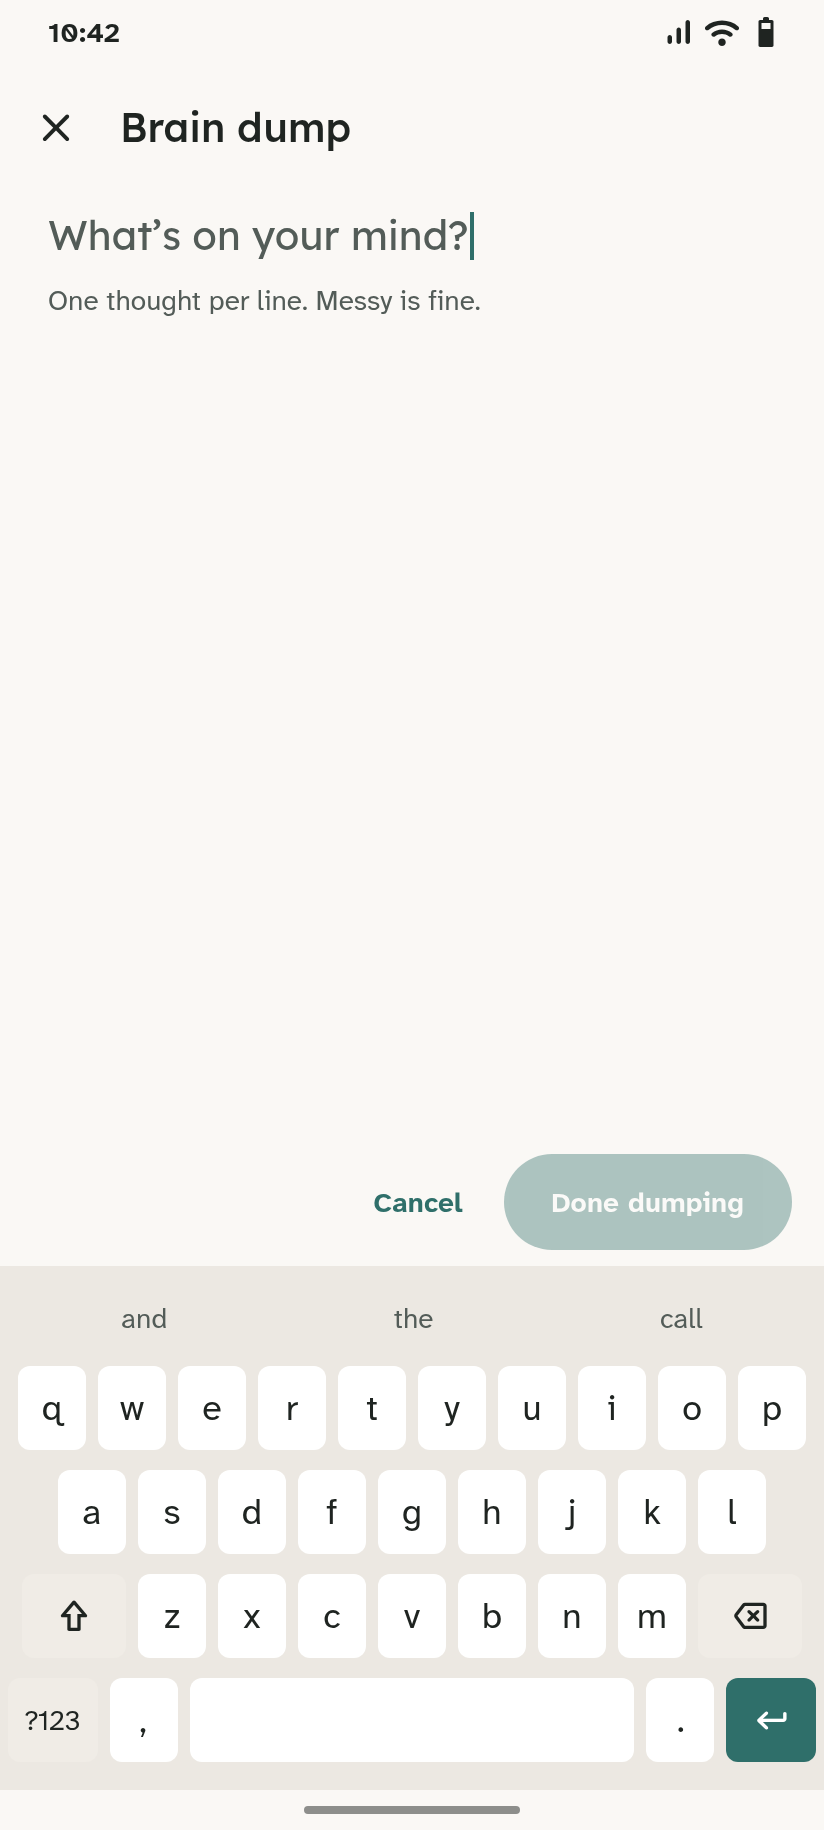 10:42
Brain dump
What's on your mind?
One thought per line. Messy is fine.
Cancel Done dumping
and the call
q w e r t y u i o p
a s d f g h j k l
z x c v b n m
?123 , .